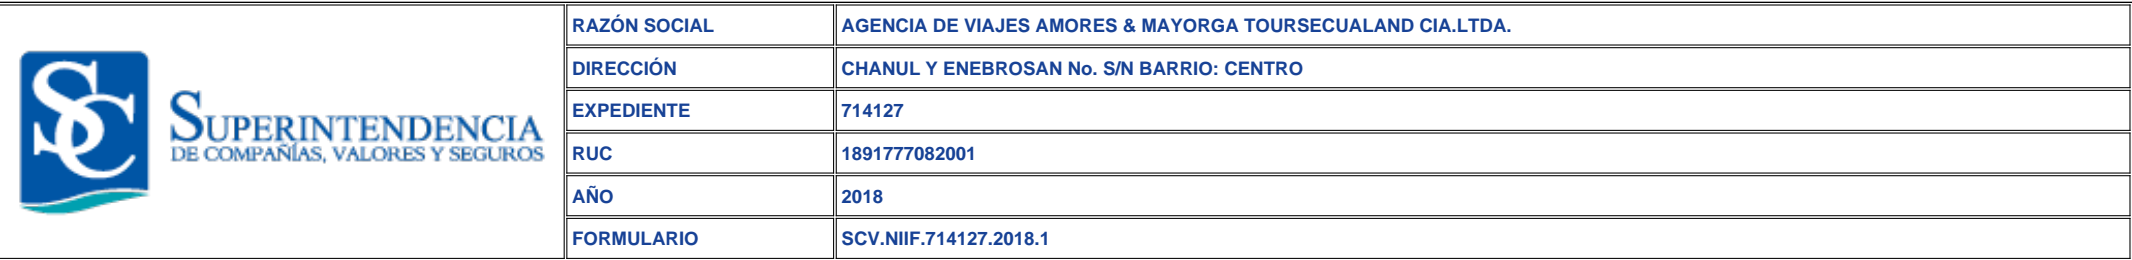 SC
SUPERINTENDENCIA
DE COMPAÑÍAS, VALORES Y SEGUROS
RAZÓN SOCIAL AGENCIA DE VIAJES AMORES & MAYORGA TOURSECUALAND CIA.LTDA.
DIRECCIÓN CHANUL Y ENEBROSAN No. S/N BARRIO: CENTRO
EXPEDIENTE 714127
RUC 1891777082001
AÑO 2018
FORMULARIO SCV.NIIF.714127.2018.1